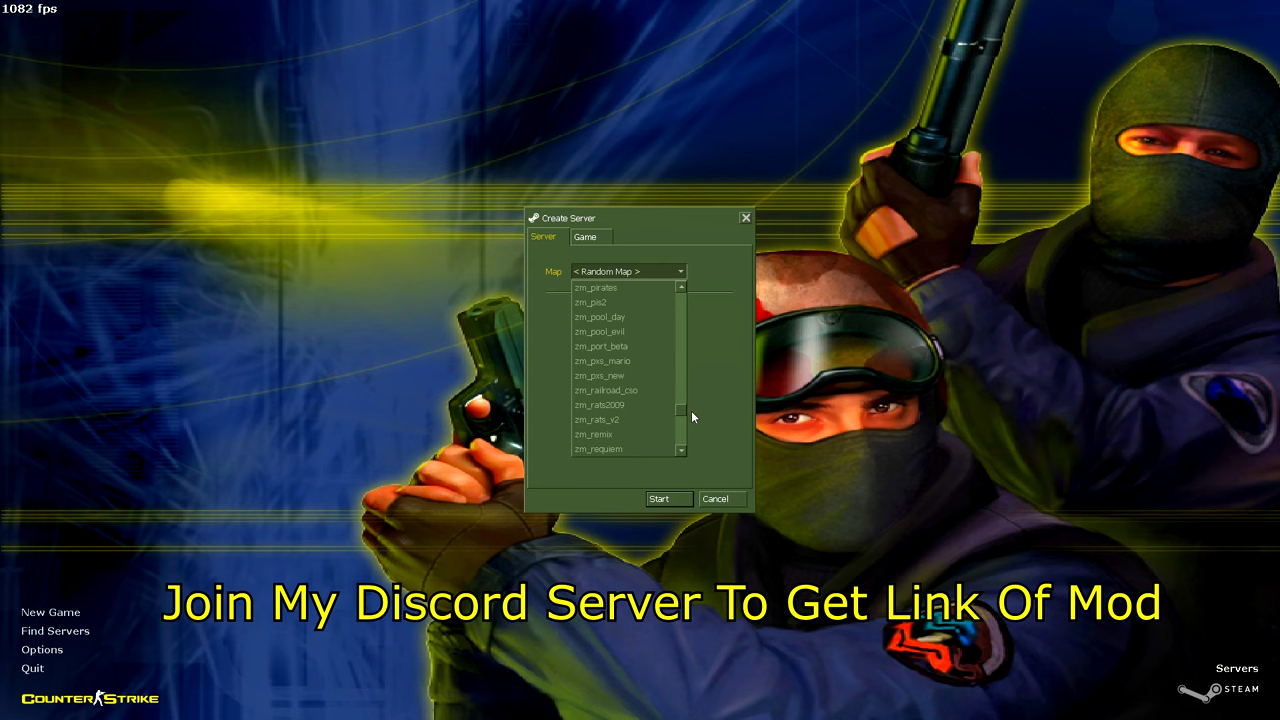 1082 fps
Create Server
Server
Game
Map
< Random Map >
zm_pirates
zm_pis2
zm_pool_day
zm_pool_evil
zm_port_beta
zm_pxs_mario
zm_pxs_new
zm_railroad_cso
zm_rats2009
zm_rats_v2
zm_remix
zm_requiem
Start
Cancel
Join My Discord Server To Get Link Of Mod
New Game
Find Servers
Options
Quit
COUNTER STRIKE
Servers
STEAM